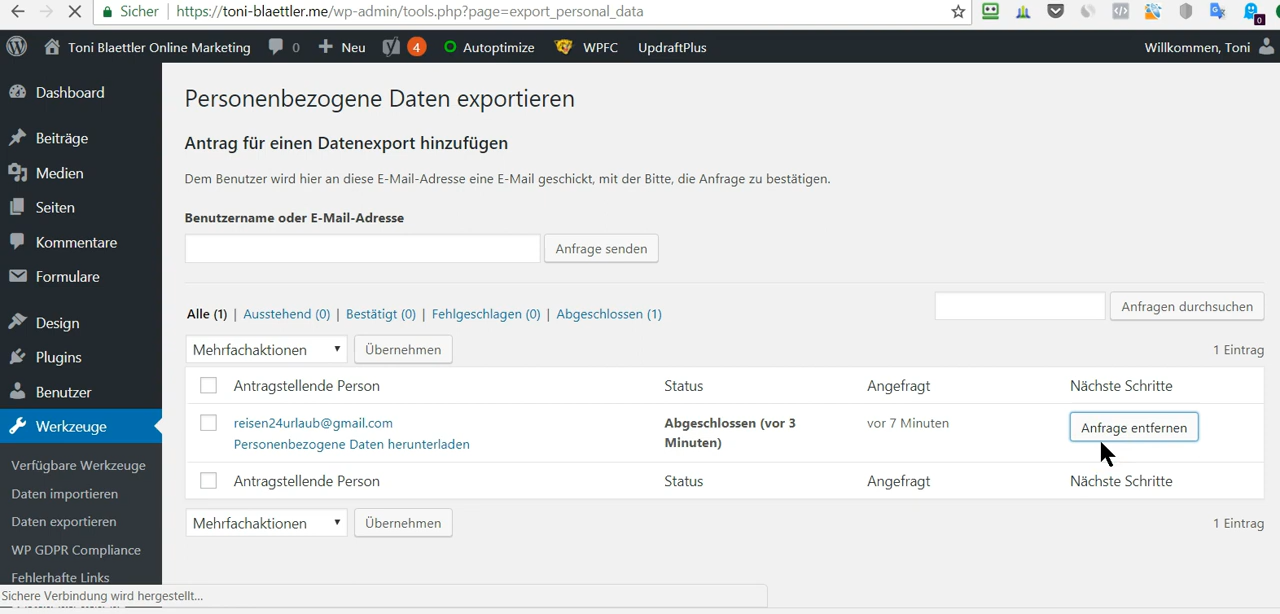 Sicher | https://toni-blaettler.me/wp-admin/tools.php?page=export_personal_data
0
Toni Blaettler Online Marketing 0 Neu 4 Autoptimize WPFC UpdraftPlus Willkommen, Toni
Dashboard
Beiträge
Medien
Seiten
Kommentare
Formulare
Design
Plugins
Benutzer
Werkzeuge
Verfügbare Werkzeuge
Daten importieren
Daten exportieren
WP GDPR Compliance
Fehlerhafte Links
Personenbezogene Daten exportieren
Antrag für einen Datenexport hinzufügen
Dem Benutzer wird hier an diese E-Mail-Adresse eine E-Mail geschickt, mit der Bitte, die Anfrage zu bestätigen.
Benutzername oder E-Mail-Adresse
Anfrage senden
Alle (1) | Ausstehend (0) | Bestätigt (0) | Fehlgeschlagen (0) | Abgeschlossen (1)
Anfragen durchsuchen
Mehrfachaktionen Übernehmen 1 Eintrag
Antragstellende Person Status Angefragt Nächste Schritte
reisen24urlaub@gmail.com Abgeschlossen (vor 3 vor 7 Minuten Anfrage entfernen
Personenbezogene Daten herunterladen Minuten)
Antragstellende Person Status Angefragt Nächste Schritte
Mehrfachaktionen Übernehmen 1 Eintrag
Sichere Verbindung wird hergestellt...